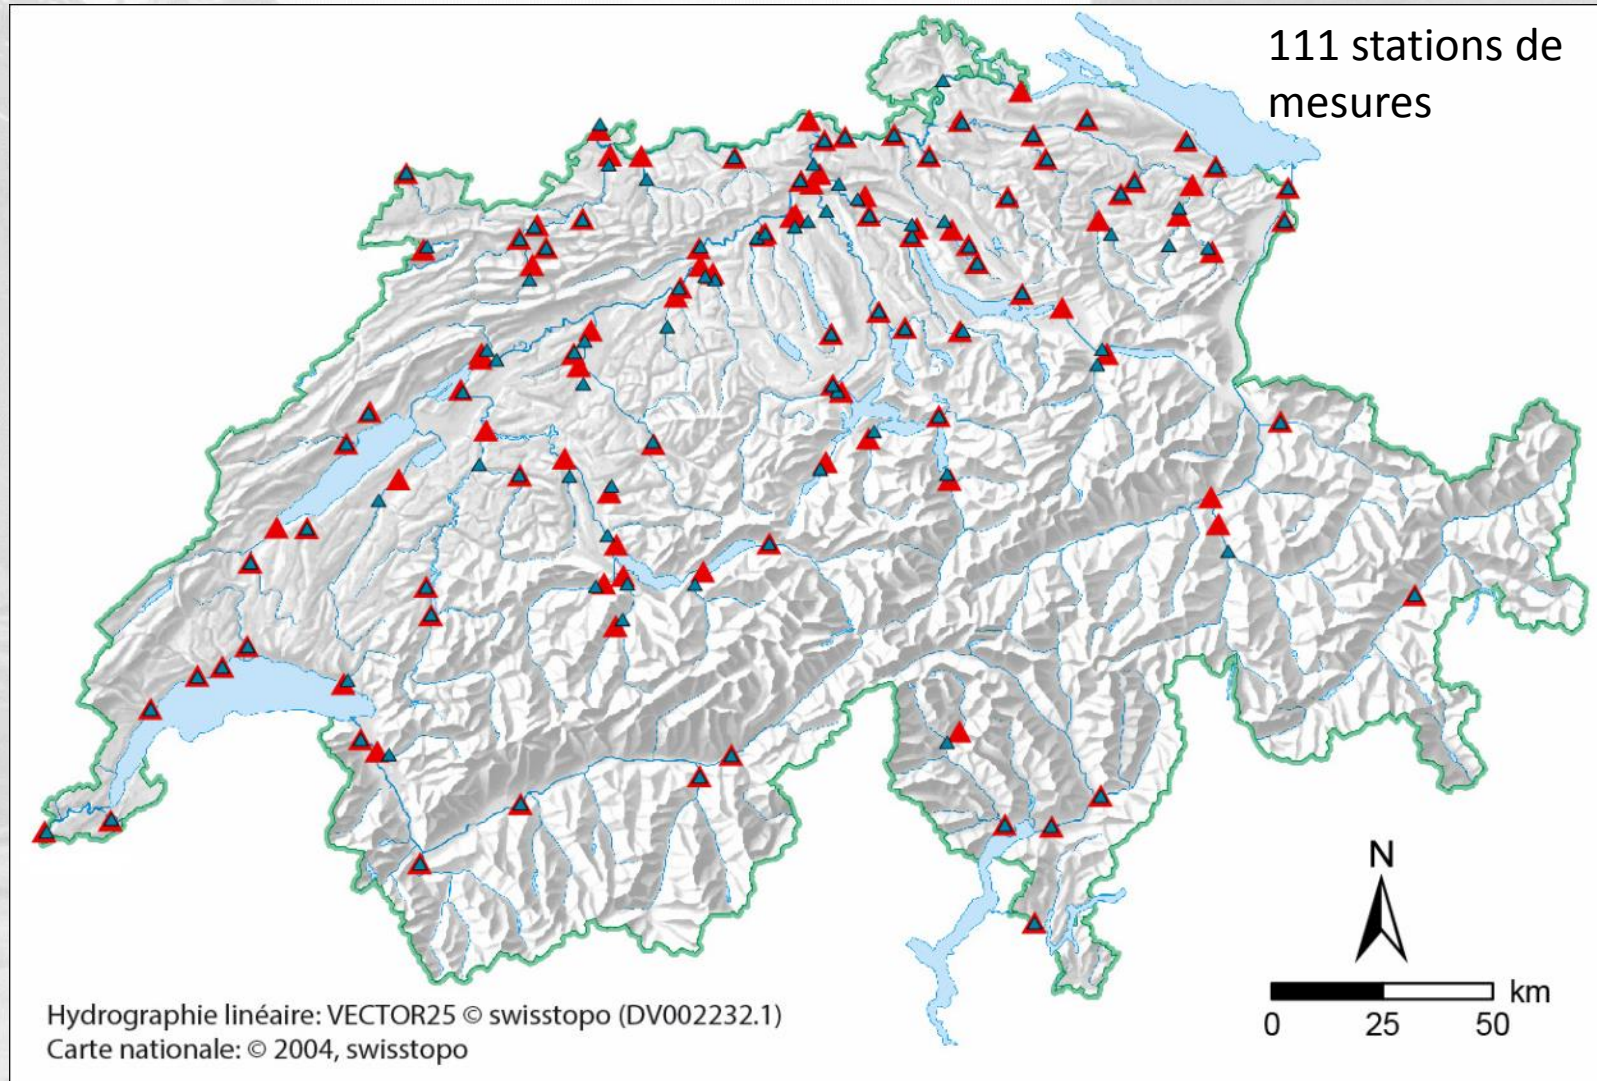 111 stations de
mesures
N
km
0 25 50
Hydrographie linéaire: VECTOR25 © swisstopo (DV002232.1)
Carte nationale: © 2004, swisstopo